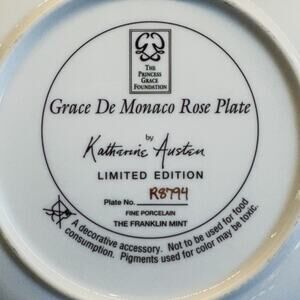 THE
PRINCESS
GRACE
FOUNDATION
Grace De Monaco Rose Plate
by
Katharine Austen
LIMITED EDITION
Plate No. R8794
FINE PORCELAIN
THE FRANKLIN MINT
A decorative accessory. Not to be used for food
consumption. Pigments used for color may be toxic.